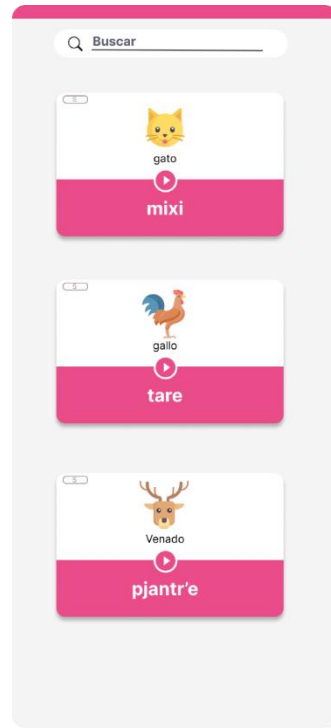 Buscar
S
gato
mixi
S
gallo
tare
S
Venado
pjantr'e